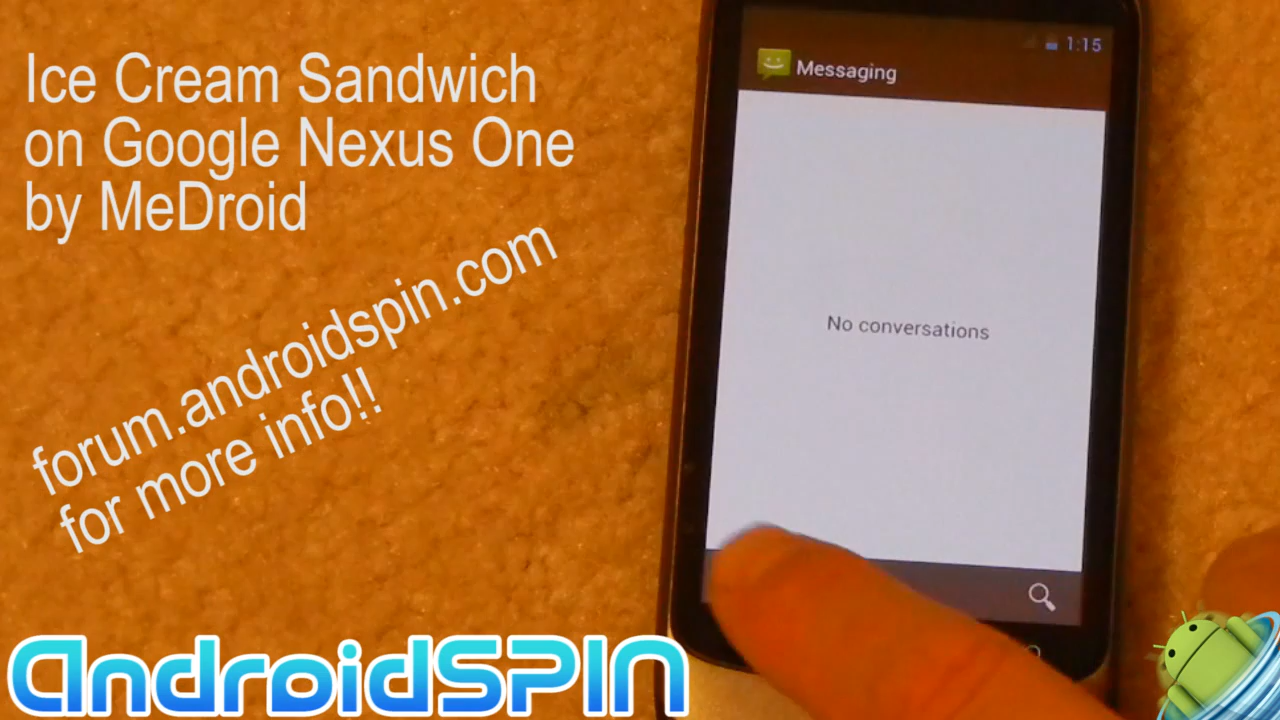 Ice Cream Sandwich
on Google Nexus One
by MeDroid
forum.androidspin.com
for more info!!
1:15
Messaging
No conversations
AndroidSPIN